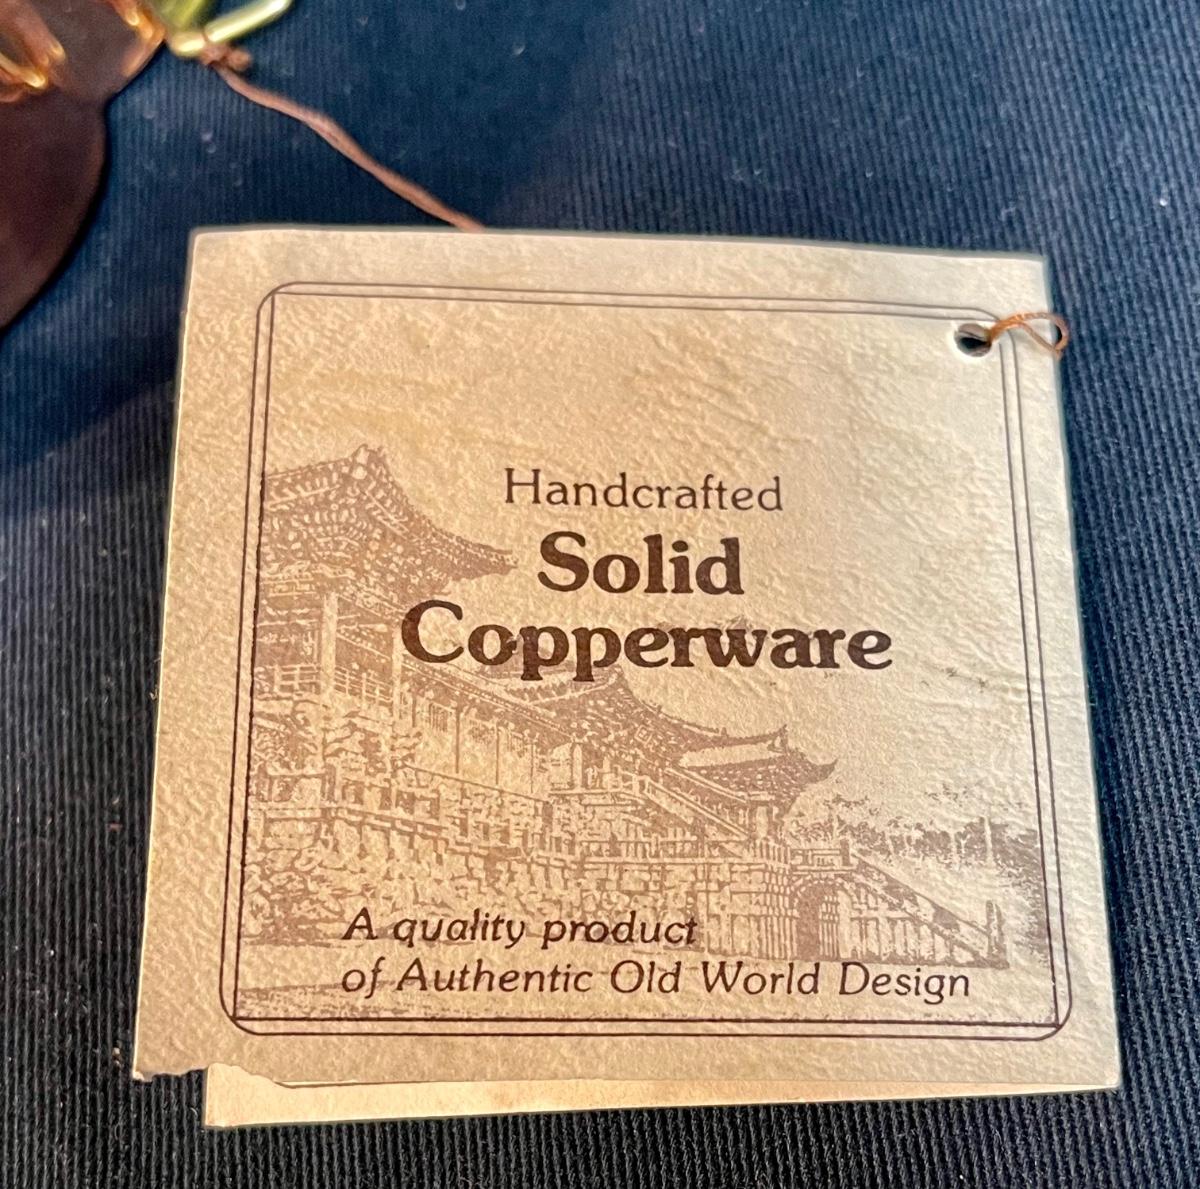 Handcrafted
Solid
Copperware
A quality product
of Authentic Old World Design